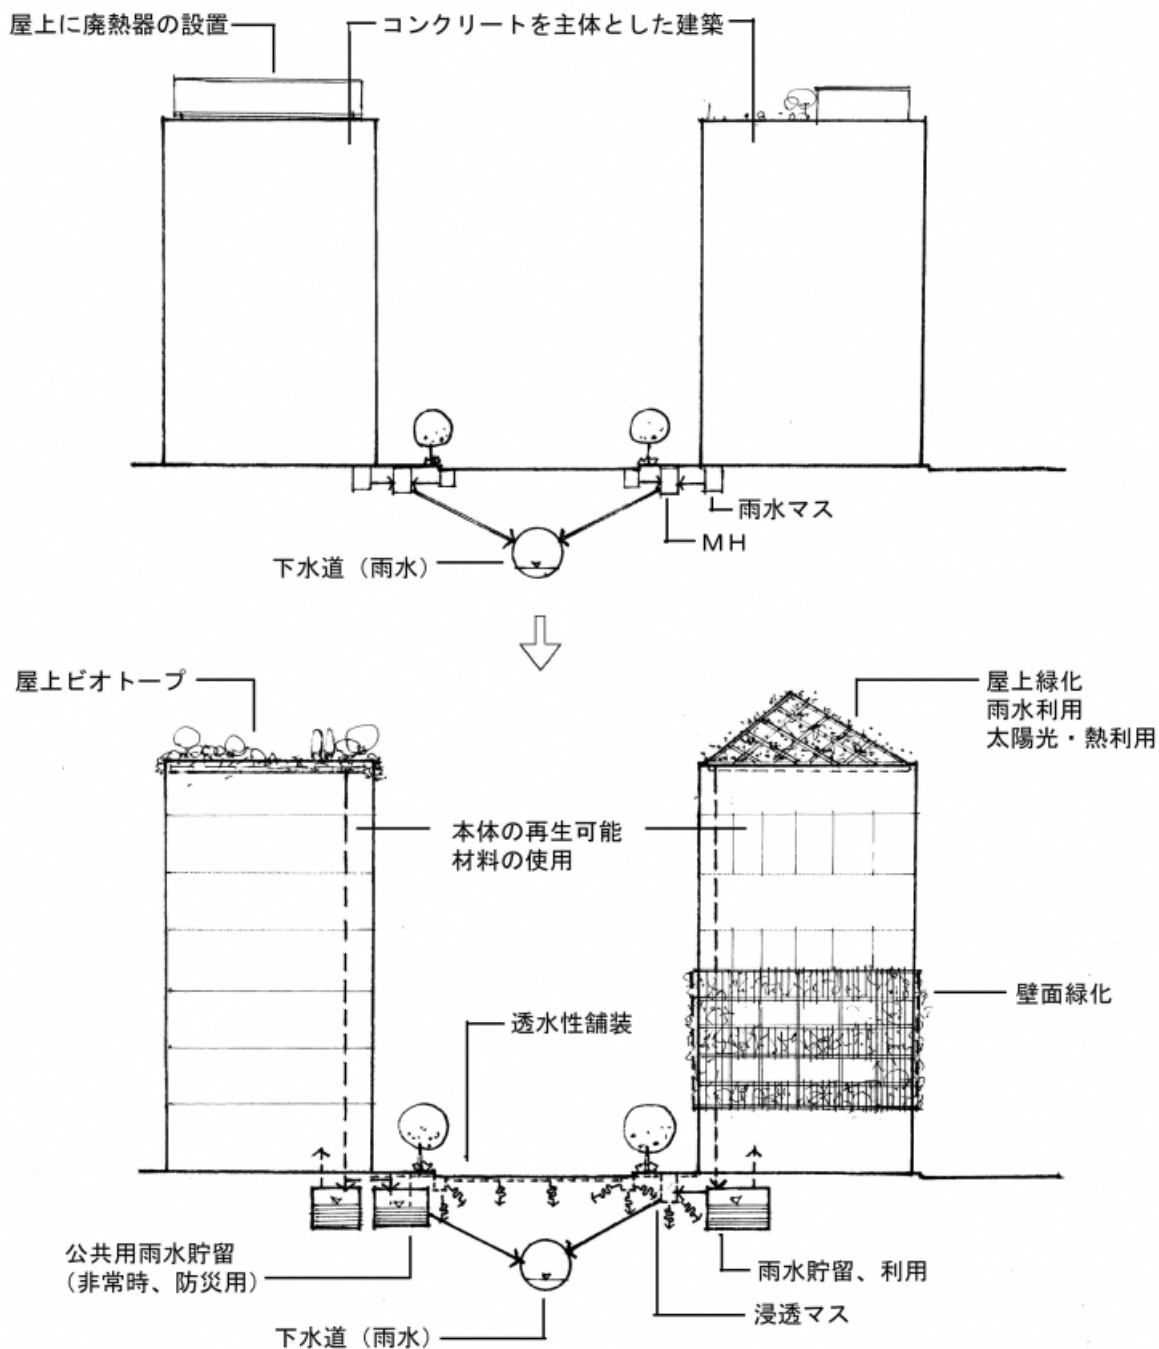 屋上に廃熱器の設置
コンクリートを主体とした建築
雨水マス
ＭＨ
下水道（雨水）
屋上ビオトープ
屋上緑化
雨水利用
太陽光・熱利用
本体の再生可能
材料の使用
壁面緑化
透水性舗装
公共用雨水貯留
（非常時、防災用）
雨水貯留、利用
浸透マス
下水道（雨水）